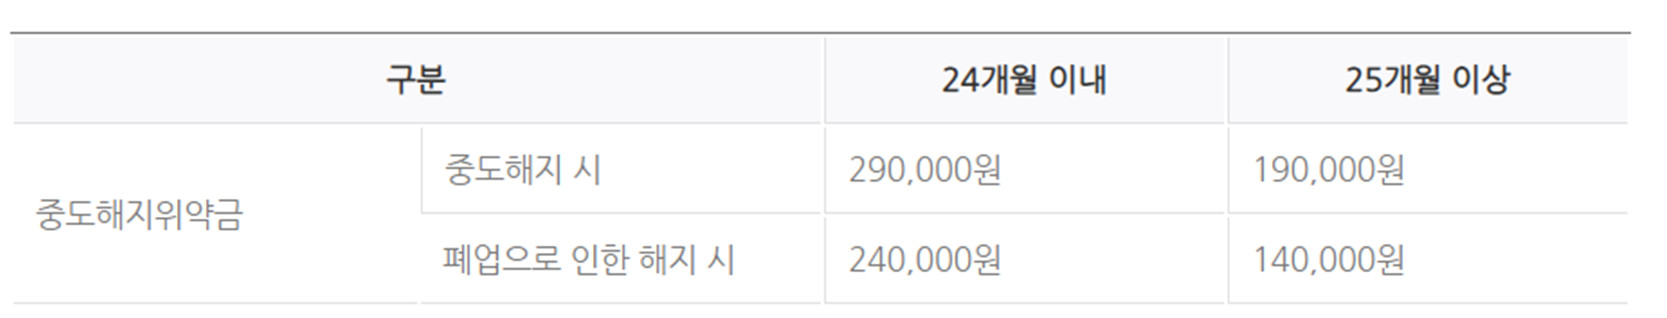 구분 24개월 이내 25개월 이상
중도해지위약금
중도해지 시 290,000원 190,000원
폐업으로 인한 해지 시 240,000원 140,000원